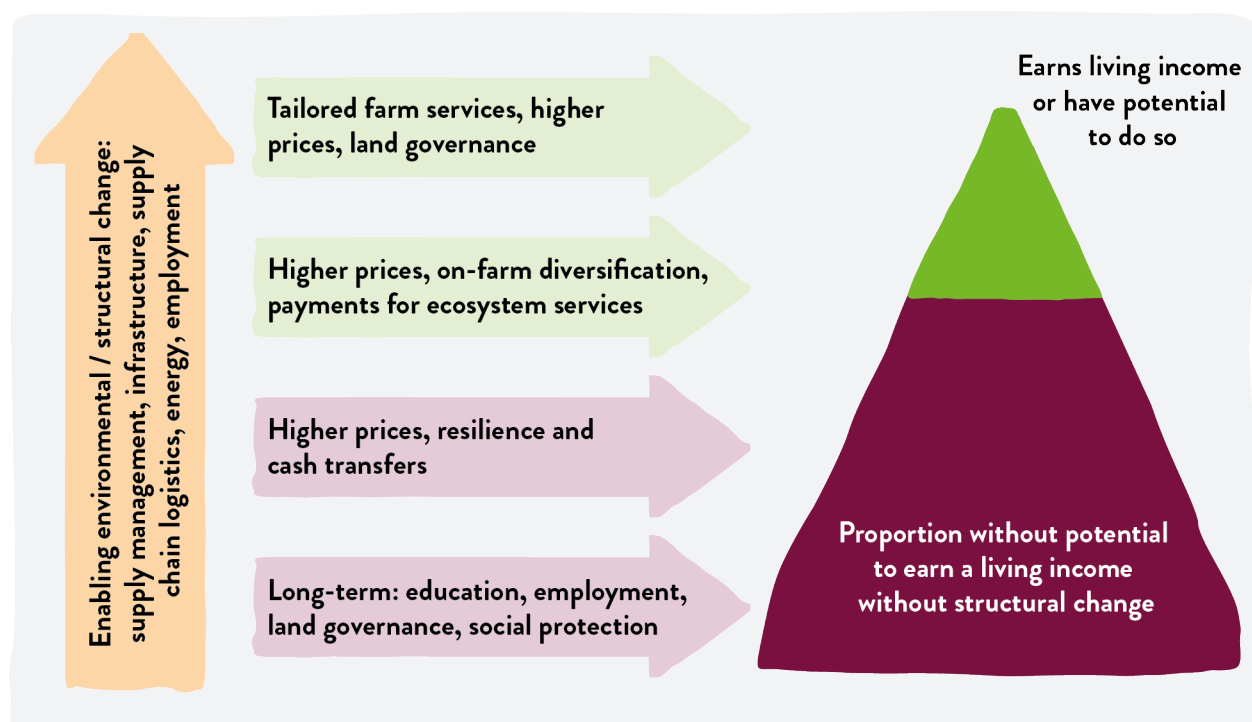 Enabling environmental / structural change:
supply management, infrastructure, supply
chain logistics, energy, employment
Tailored farm services, higher
prices, land governance
Higher prices, on-farm diversification,
payments for ecosystem services
Higher prices, resilience and
cash transfers
Long-term: education, employment,
land governance, social protection
Earns living income
or have potential
to do so
Proportion without potential
to earn a living income
without structural change